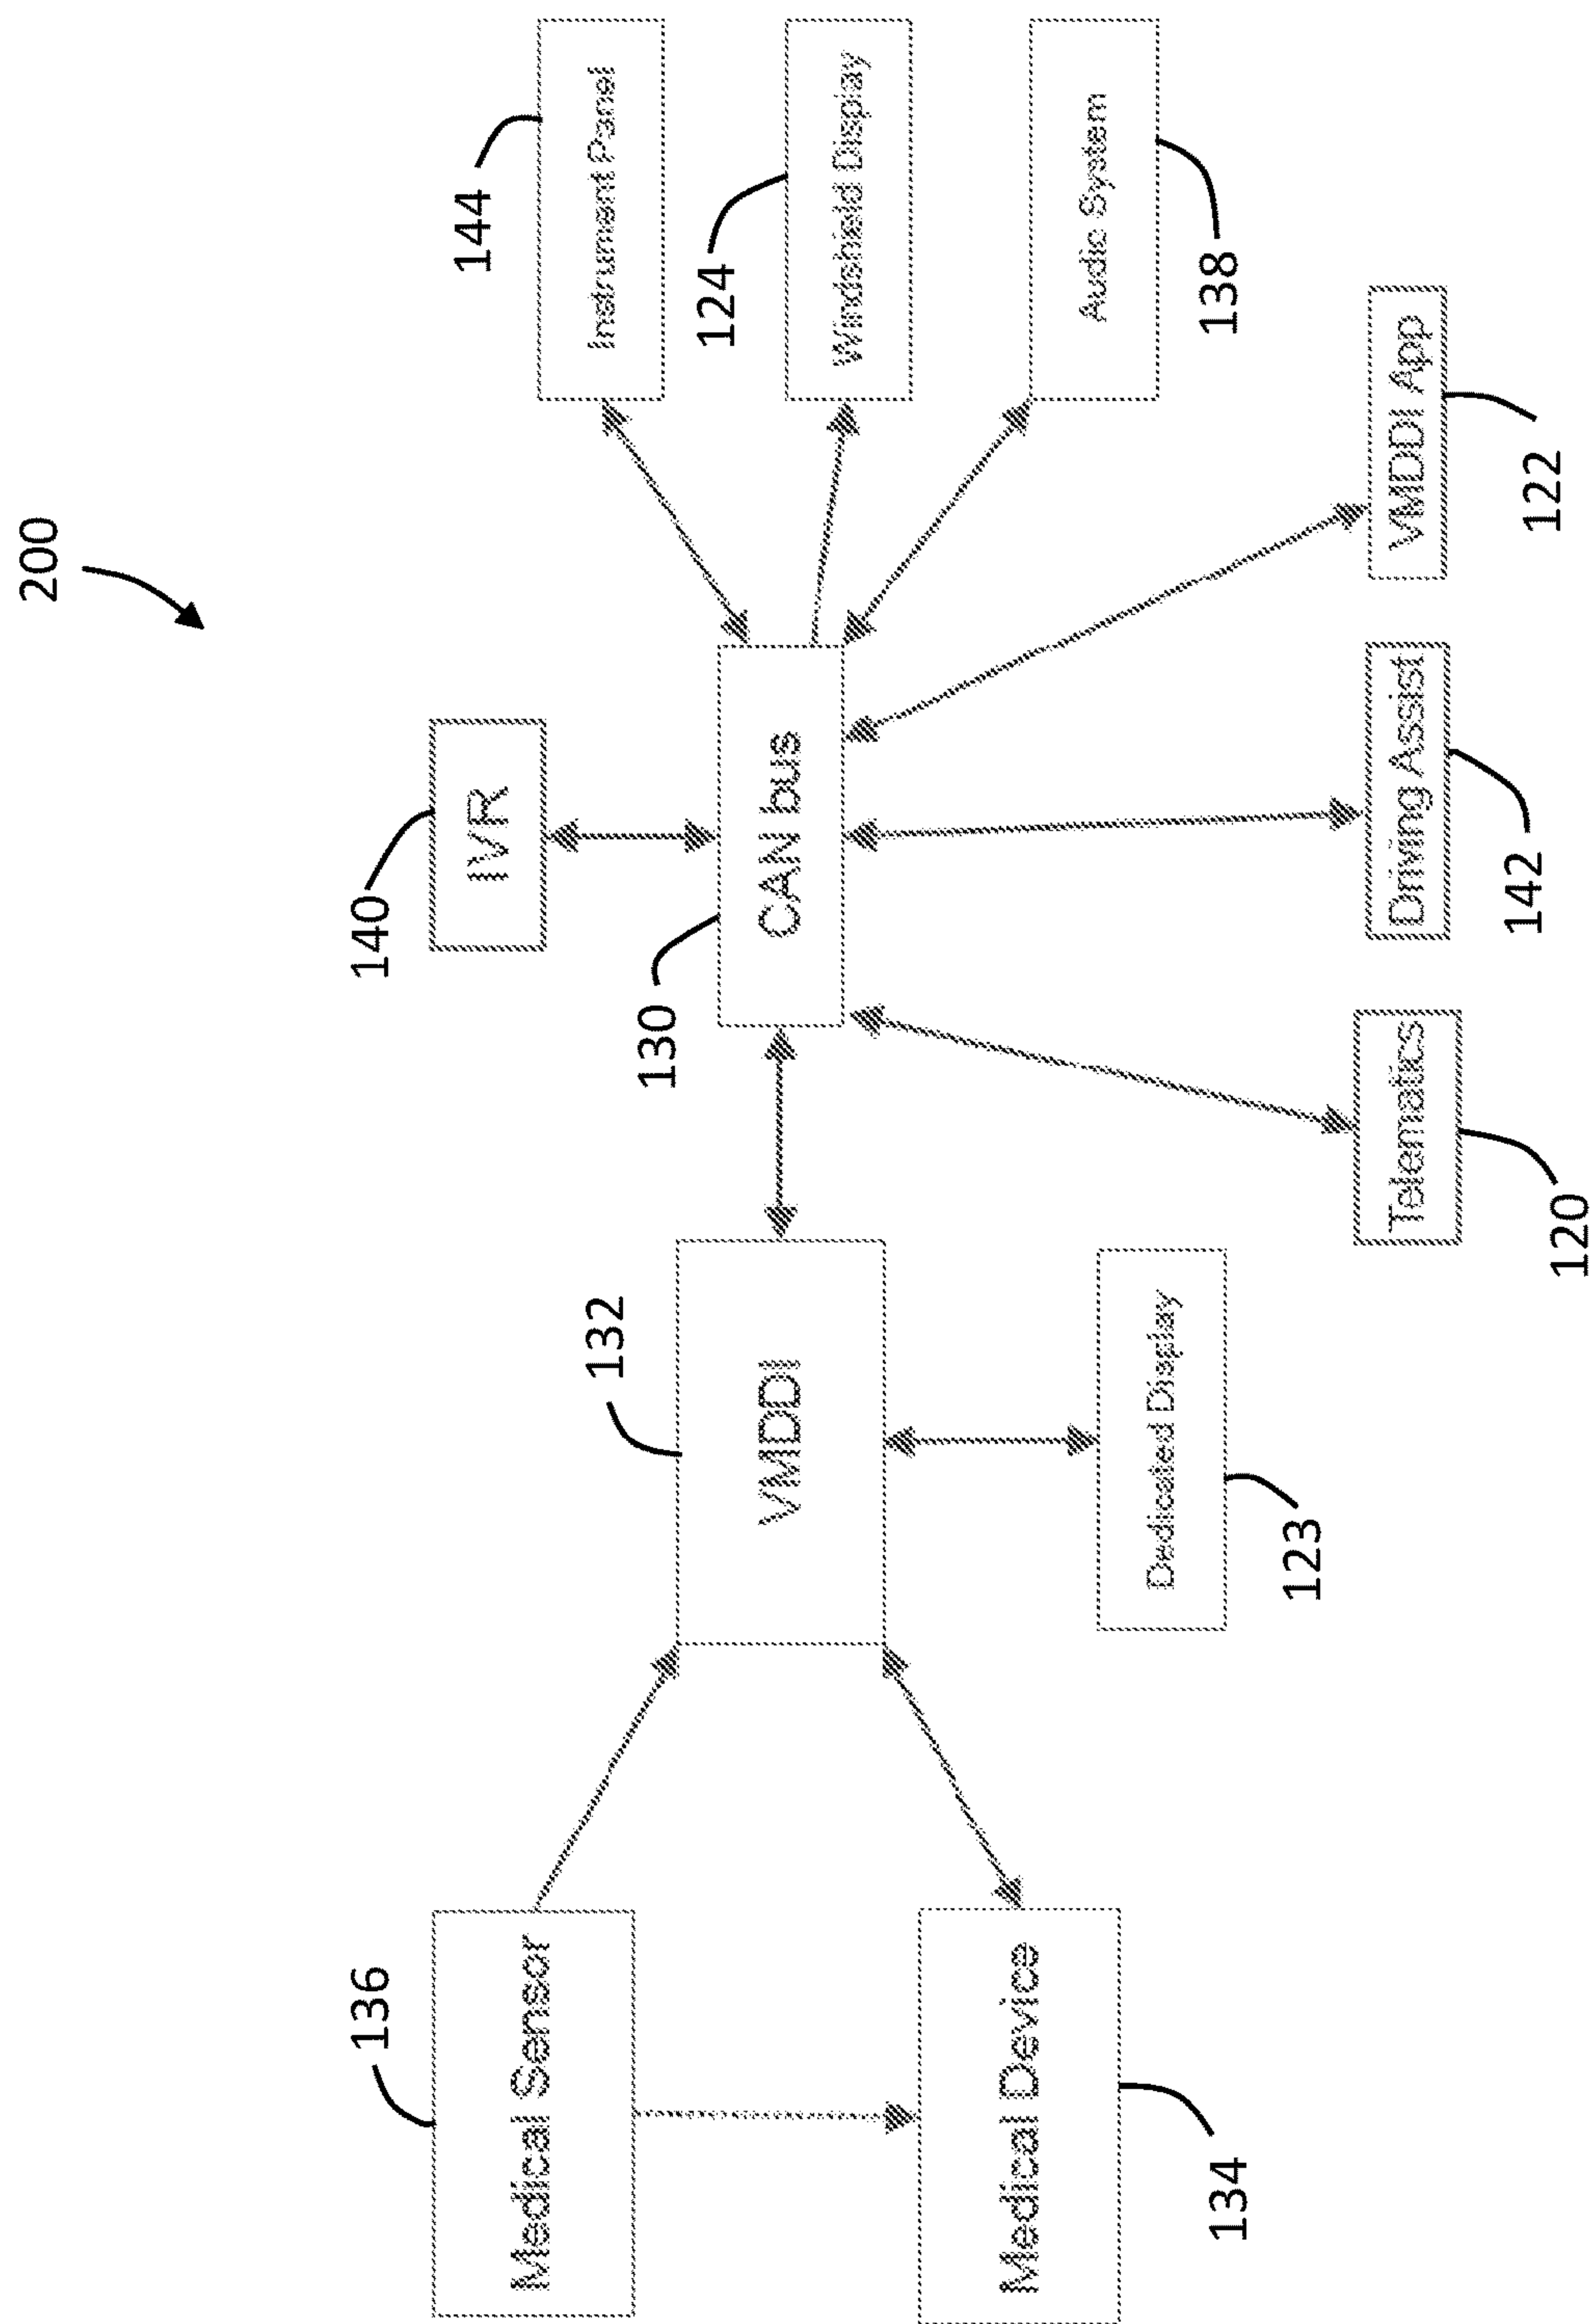 200
136
Medical Sensor
Medical Device
134
132
VMDDI
Dedicated Display
123
140
IVR
130
CAN bus
144
Instrument Panel
124
Windshield Display
Audio System
138
Telematics
120
Driving Assist
142
VMDDI App
122